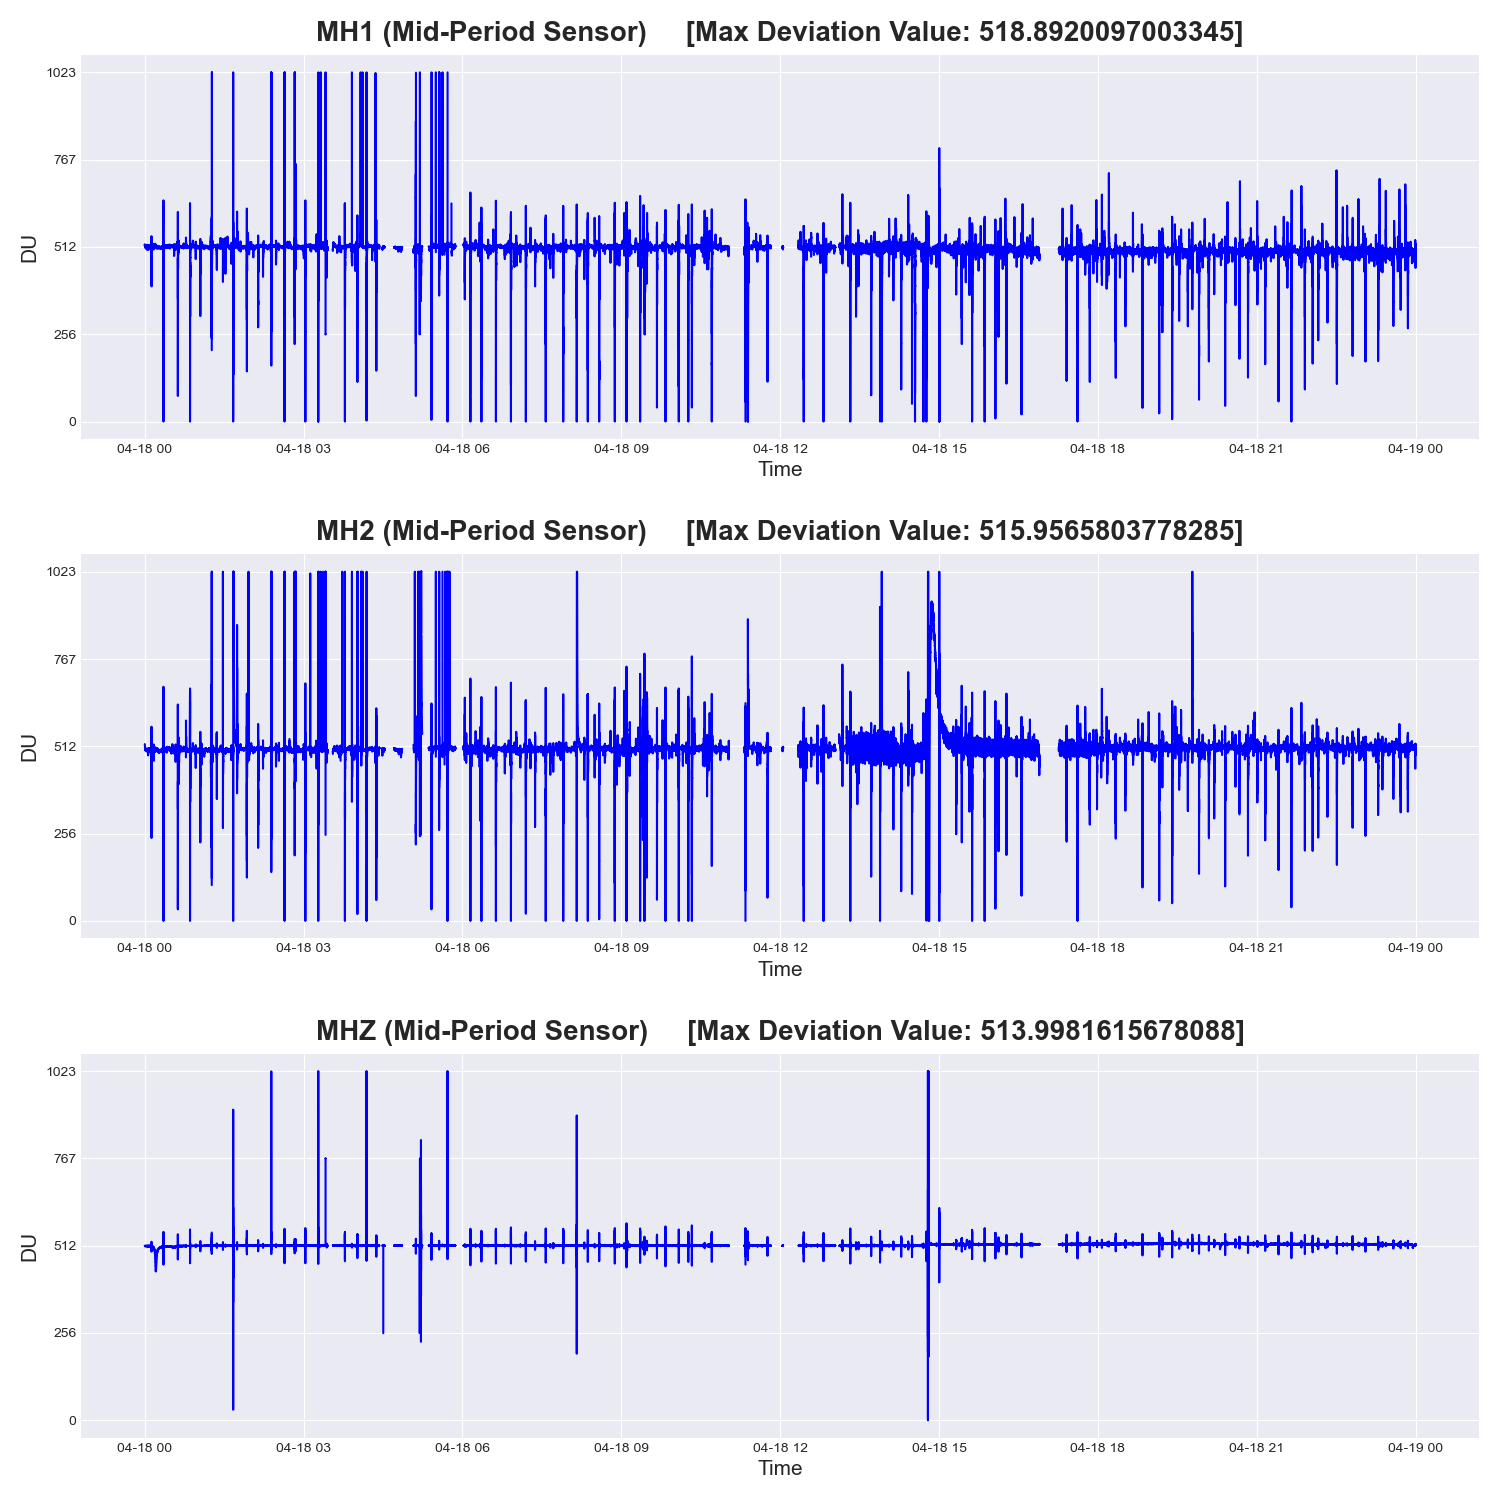 MH1 (Mid-Period Sensor) [Max Deviation Value: 518.8920097003345]
1023
767
512
256
0
DU
04-18 00 04-18 03 04-18 06 04-18 09 04-18 12 04-18 15 04-18 18 04-18 21 04-19 00
Time
MH2 (Mid-Period Sensor) [Max Deviation Value: 515.9565803778285]
1023
767
512
256
0
DU
04-18 00 04-18 03 04-18 06 04-18 09 04-18 12 04-18 15 04-18 18 04-18 21 04-19 00
Time
MHZ (Mid-Period Sensor) [Max Deviation Value: 513.9981615678088]
1023
767
512
256
0
DU
04-18 00 04-18 03 04-18 06 04-18 09 04-18 12 04-18 15 04-18 18 04-18 21 04-19 00
Time